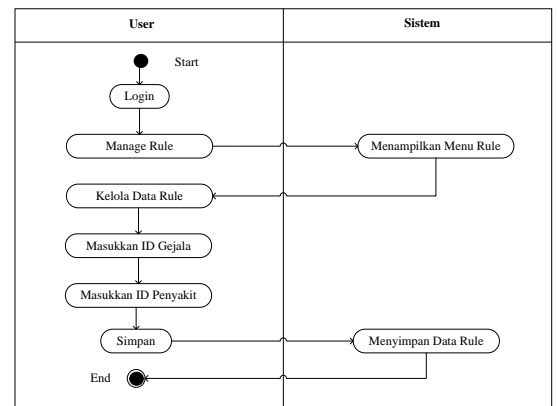 User
Sistem
Start
Login
Manage Rule
Menampilkan Menu Rule
Kelola Data Rule
Masukkan ID Gejala
Masukkan ID Penyakit
Simpan
Menyimpan Data Rule
End